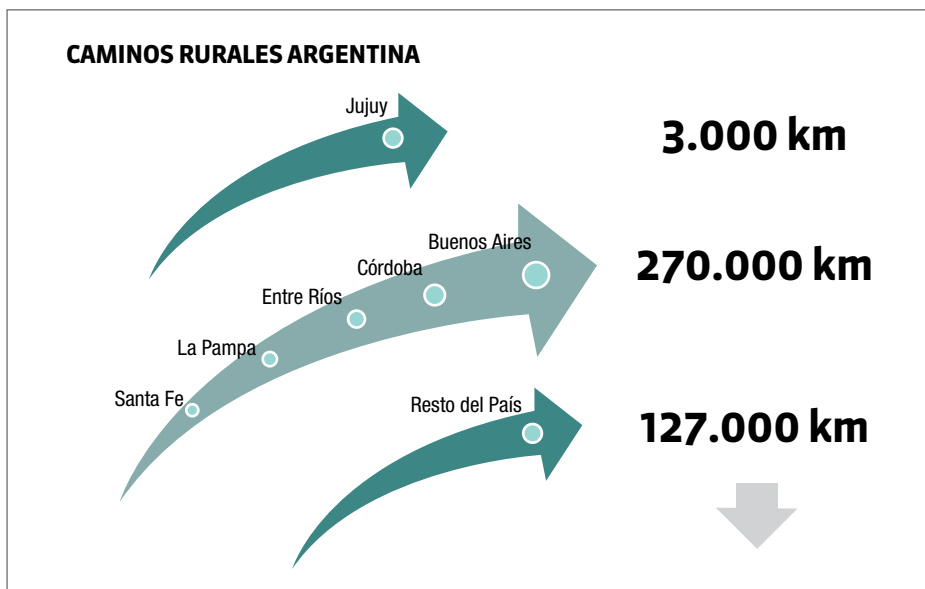 CAMINOS RURALES ARGENTINA
Jujuy
3.000 km
Buenos Aires
Córdoba
270.000 km
Entre Ríos
La Pampa
Santa Fe
Resto del País
127.000 km